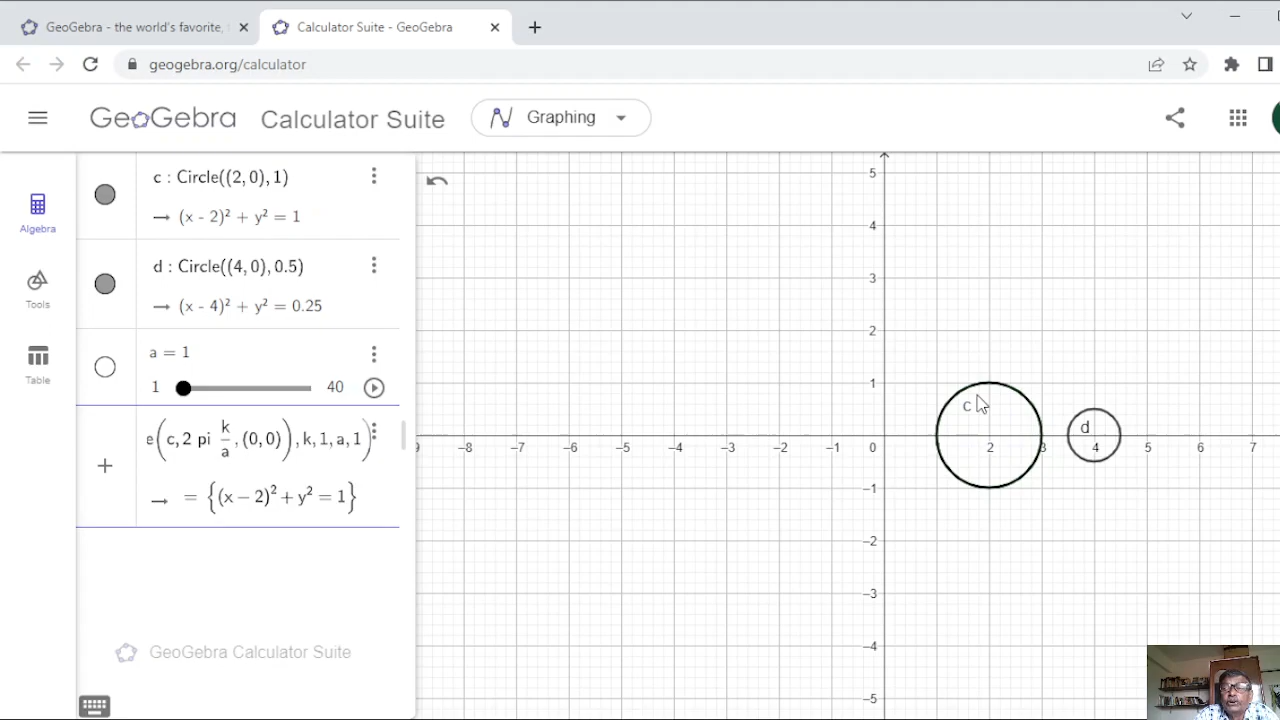 GeoGebra - the world's favorite,
Calculator Suite - GeoGebra
geogebra.org/calculator
GeoGebra Calculator Suite
Graphing
Algebra
Tools
Table
c : Circle((2, 0), 1)
→ (x - 2)² + y² = 1
d : Circle((4, 0), 0.5)
→ (x - 4)² + y² = 0.25
a = 1
1 40
e(c, 2 pi k/a, (0, 0)), k, 1, a, 1)
→ = {(x − 2)² + y² = 1}
GeoGebra Calculator Suite
5
4
3
2
1
c
d
9 −8 −7 −6 −5 −4 −3 −2 −1 0 2 3 4 5 6 7
−1
−2
−3
−4
−5